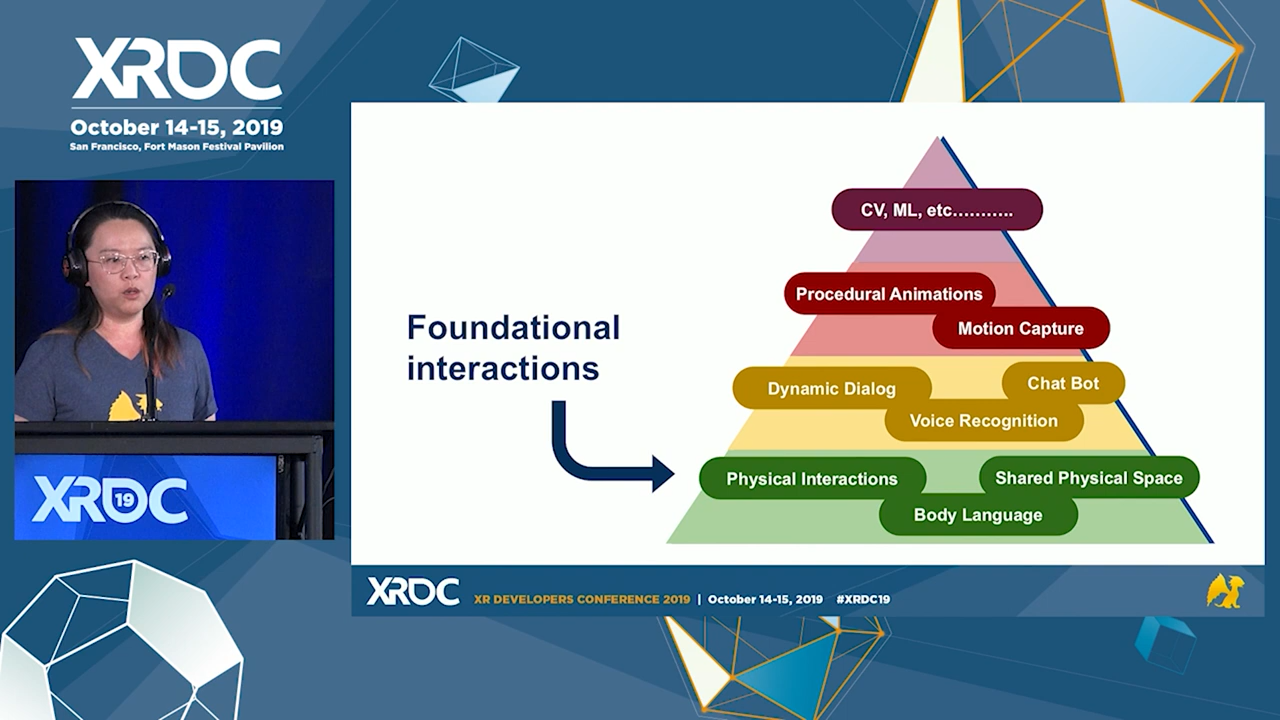 XRDC
October 14-15, 2019
San Francisco, Fort Mason Festival Pavilion
CV, ML, etc...........
Procedural Animations
Motion Capture
Foundational
interactions
Dynamic Dialog
Chat Bot
Voice Recognition
Physical Interactions
Shared Physical Space
Body Language
XRDC
19
XRDC
XR DEVELOPERS CONFERENCE 2019 | October 14-15, 2019 #XRDC19